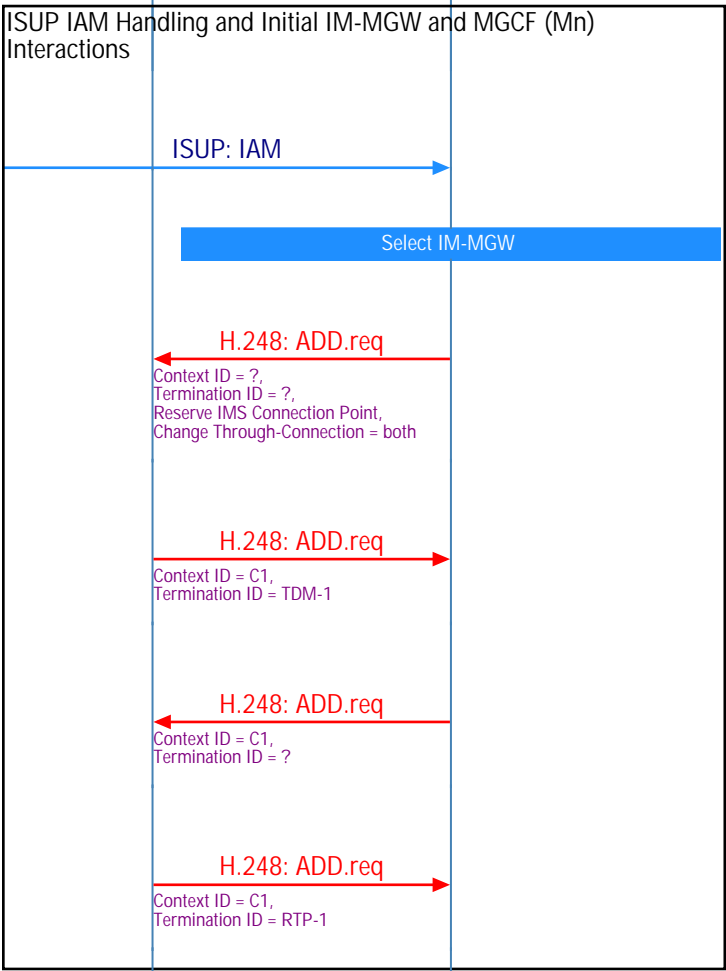 ISUP IAM Handling and Initial IM-MGW and MGCF (Mn)
Interactions
ISUP: IAM
Select IM-MGW
H.248: ADD.req
Context ID = ?,
Termination ID = ?,
Reserve IMS Connection Point,
Change Through-Connection = both
H.248: ADD.req
Context ID = C1,
Termination ID = TDM-1
H.248: ADD.req
Context ID = C1,
Termination ID = ?
H.248: ADD.req
Context ID = C1,
Termination ID = RTP-1